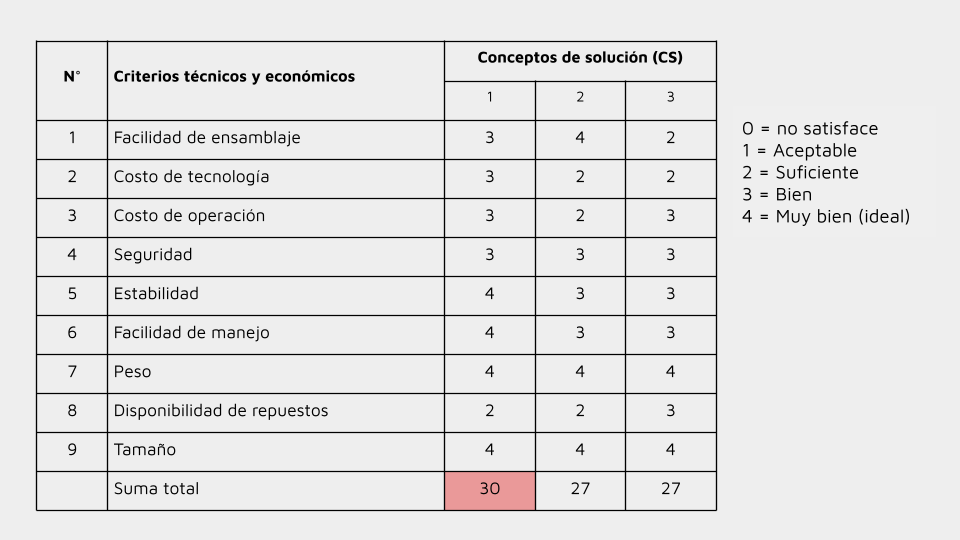 N° Criterios técnicos y económicos Conceptos de solución (CS)
1 2 3
1 Facilidad de ensamblaje 3 4 2
2 Costo de tecnología 3 2 2
3 Costo de operación 3 2 3
4 Seguridad 3 3 3
5 Estabilidad 4 3 3
6 Facilidad de manejo 4 3 3
7 Peso 4 4 4
8 Disponibilidad de repuestos 2 2 3
9 Tamaño 4 4 4
Suma total 30 27 27
0 = no satisface
1 = Aceptable
2 = Suficiente
3 = Bien
4 = Muy bien (ideal)